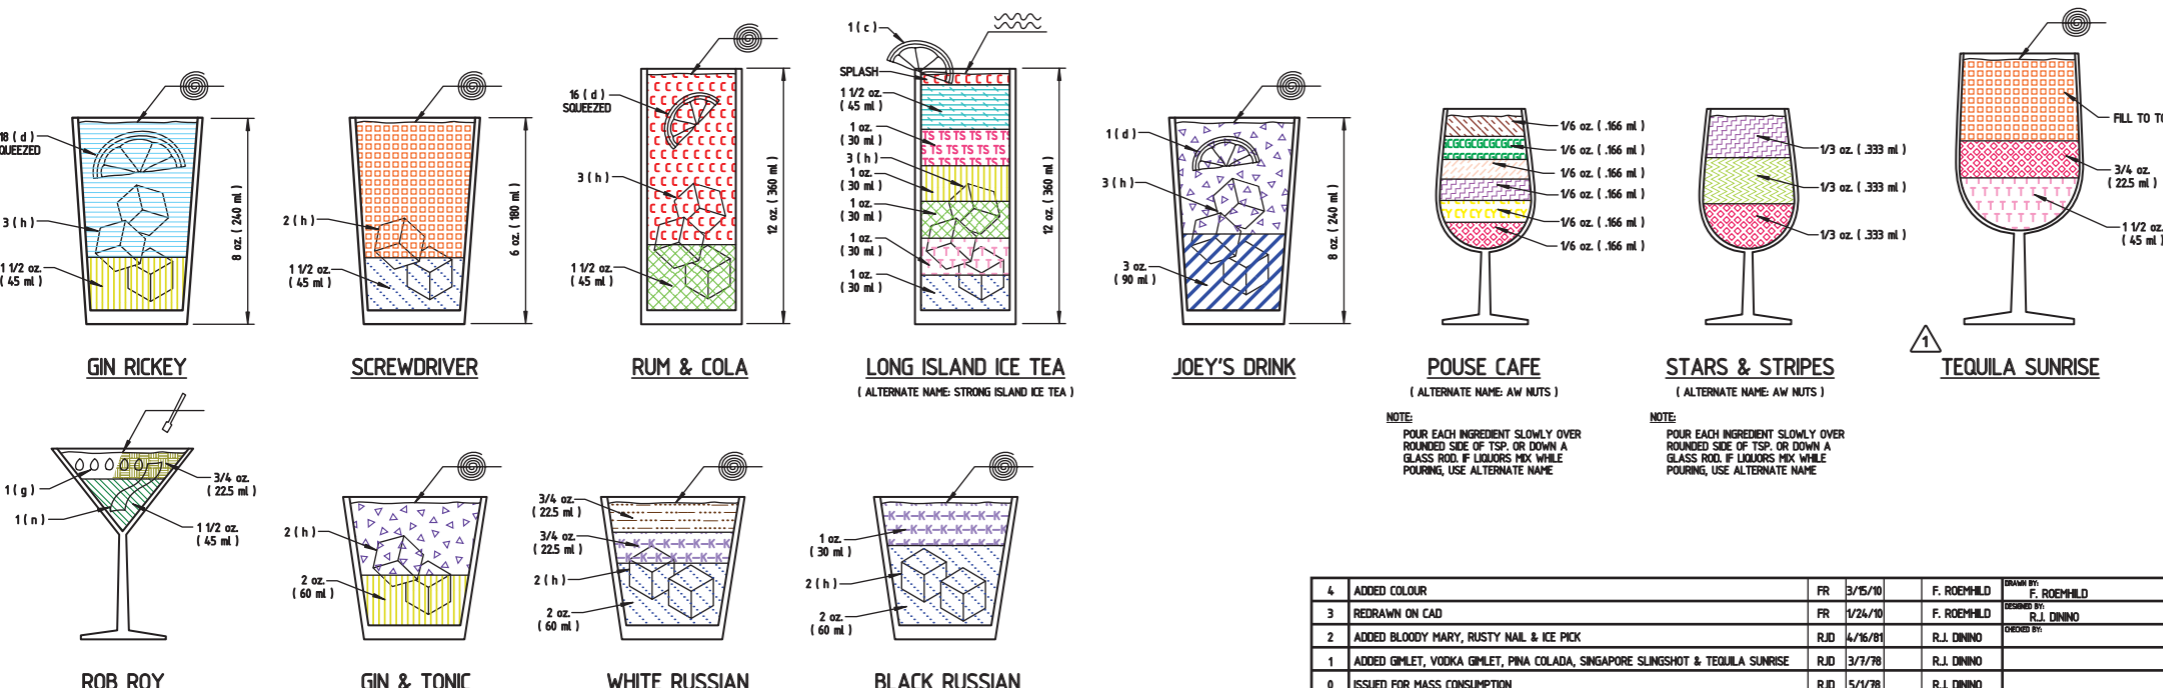 18 ( d )
SQUEEZED
3 ( h )
1 1/2 oz.
( 45 ml )
8 oz. ( 240 ml )
GIN RICKEY
2 ( h )
1 1/2 oz.
( 45 ml )
6 oz. ( 180 ml )
SCREWDRIVER
16 ( d )
SQUEEZED
3 ( h )
1 1/2 oz.
( 45 ml )
12 oz. ( 360 ml )
RUM & COLA
1 ( c )
SPLASH
1 1/2 oz.
( 45 ml )
1 oz.
( 30 ml )
3 ( h )
1 oz.
( 30 ml )
1 oz.
( 30 ml )
1 oz.
( 30 ml )
1 oz.
( 30 ml )
12 oz. ( 360 ml )
LONG ISLAND ICE TEA
( ALTERNATE NAME: STRONG ISLAND ICE TEA )
1 ( d )
3 ( h )
3 oz.
( 90 ml )
8 oz. ( 240 ml )
JOEY'S DRINK
1/6 oz. ( .166 ml )
1/6 oz. ( .166 ml )
1/6 oz. ( .166 ml )
1/6 oz. ( .166 ml )
1/6 oz. ( .166 ml )
1/6 oz. ( .166 ml )
POUSE CAFE
( ALTERNATE NAME: AW NUTS )
NOTE:
POUR EACH INGREDIENT SLOWLY OVER
ROUNDED SIDE OF TSP. OR DOWN A
GLASS ROD. IF LIQUORS MIX WHILE
POURING, USE ALTERNATE NAME
1/3 oz. ( .333 ml )
1/3 oz. ( .333 ml )
1/3 oz. ( .333 ml )
STARS & STRIPES
( ALTERNATE NAME: AW NUTS )
NOTE:
POUR EACH INGREDIENT SLOWLY OVER
ROUNDED SIDE OF TSP. OR DOWN A
GLASS ROD. IF LIQUORS MIX WHILE
POURING, USE ALTERNATE NAME
FILL TO TO
3/4 oz.
( 22.5 ml )
1 1/2 oz.
( 45 ml )
1
TEQUILA SUNRISE
1 ( g )
1 ( n )
3/4 oz.
( 22.5 ml )
1 1/2 oz.
( 45 ml )
ROB ROY
2 ( h )
2 oz.
( 60 ml )
GIN & TONIC
3/4 oz.
( 22.5 ml )
3/4 oz.
( 22.5 ml )
2 ( h )
2 oz.
( 60 ml )
WHITE RUSSIAN
1 oz.
( 30 ml )
2 ( h )
2 oz.
( 60 ml )
BLACK RUSSIAN
4 ADDED COLOUR FR 3/15/10 F. ROEMHILD
3 REDRAWN ON CAD FR 1/24/10 F. ROEMHILD
2 ADDED BLOODY MARY, RUSTY NAIL & ICE PICK RJD 4/16/81 R.J. DININO
1 ADDED GIMLET, VODKA GIMLET, PINA COLADA, SINGAPORE SLINGSHOT & TEQUILA SUNRISE RJD 3/7/78 R.J. DININO
0 ISSUED FOR MASS CONSUMPTION RJD 5/1/78 R.J. DININO
DRAWN BY:
F. ROEMHILD
DESIGNED BY:
R.J. DININO
CHECKED BY: